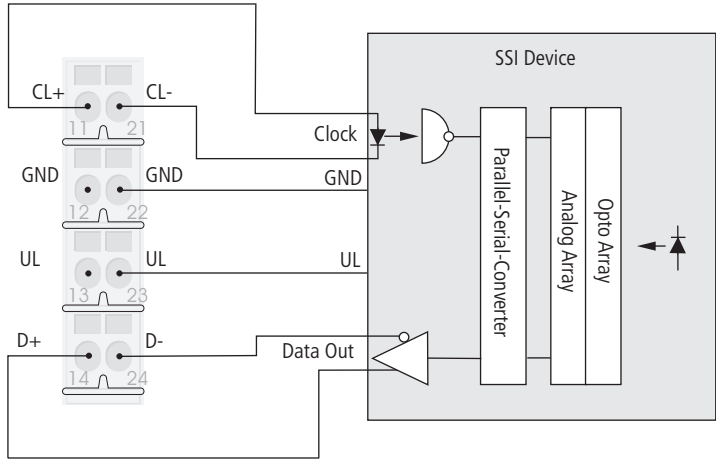 SSI Device
CL+ CL-
11 21
Clock
GND GND GND
12 22
UL UL UL
13 23
D+ D- Data Out
14 24
Parallel-Serial-Converter
Analog Array
Opto Array